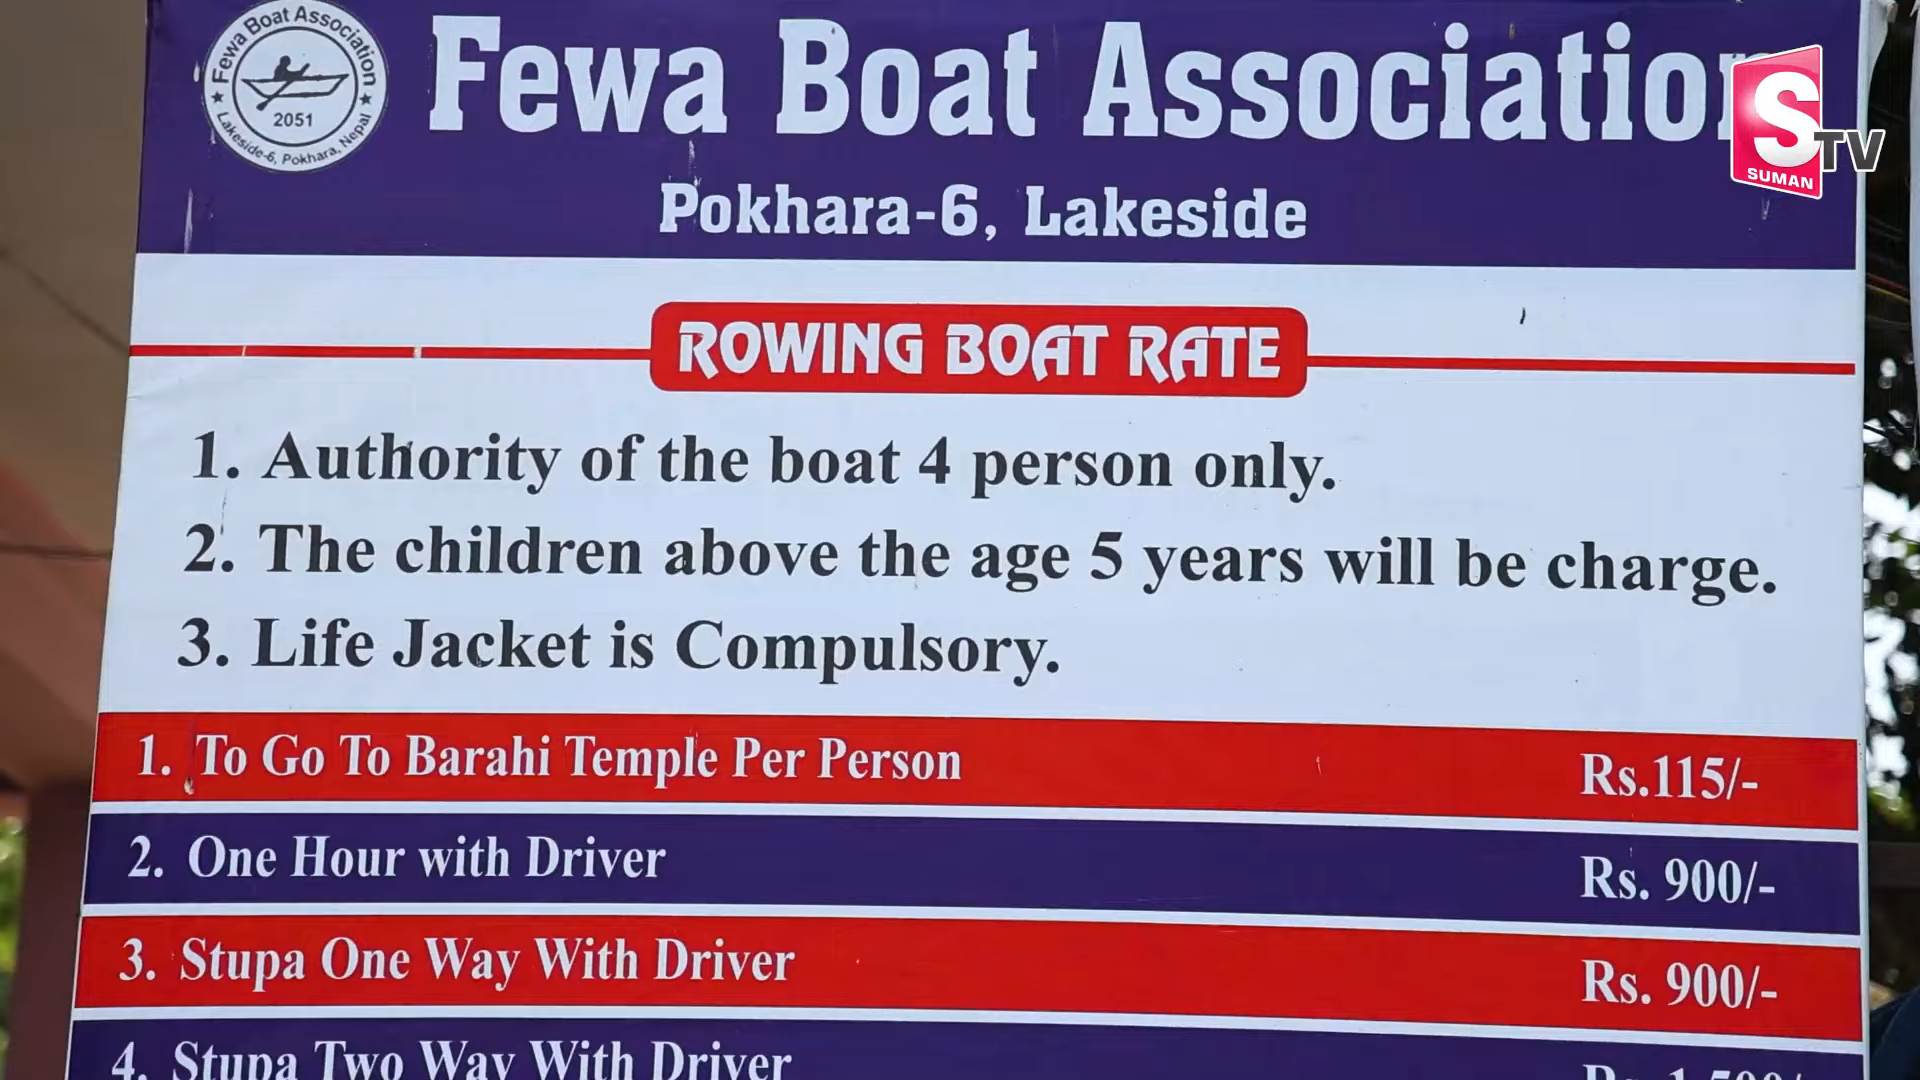 Fewa Boat Association
2051
Lakeside-6, Pokhara, Nepal
Fewa Boat Association
S
TV
SUMAN
Pokhara-6, Lakeside
ROWING BOAT RATE
1. Authority of the boat 4 person only.
2. The children above the age 5 years will be charge.
3. Life Jacket is Compulsory.
1. To Go To Barahi Temple Per Person Rs.115/-
2. One Hour with Driver Rs. 900/-
3. Stupa One Way With Driver Rs. 900/-
4. Stupa Two Way With Driver